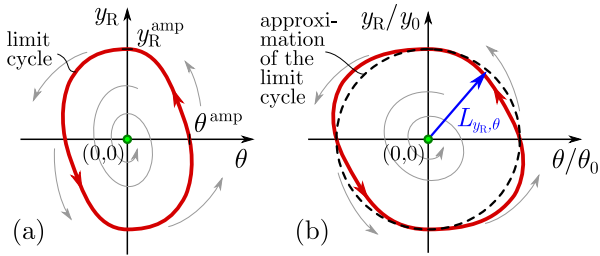 y_R
y_R^amp
limit
cycle
θ^amp
(0,0)
θ
(a)
y_R/y_0
approxi-
mation
of the
limit
cycle
L_{y_R,θ}
(0,0)
θ/θ_0
(b)